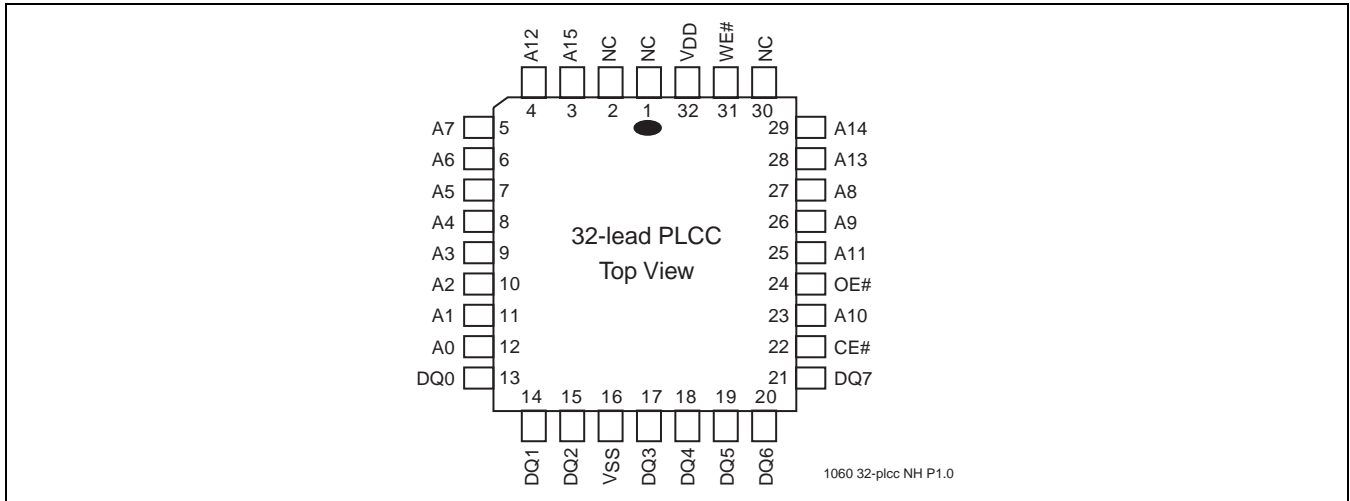 A12 A15 NC NC VDD WE# NC
4 3 2 1 32 31 30
A7 5 29 A14
A6 6 28 A13
A5 7 27 A8
A4 8 26 A9
A3 9 25 A11
A2 10 24 OE#
A1 11 23 A10
A0 12 22 CE#
DQ0 13 21 DQ7
32-lead PLCC
Top View
14 15 16 17 18 19 20
DQ1 DQ2 VSS DQ3 DQ4 DQ5 DQ6
1060 32-plcc NH P1.0